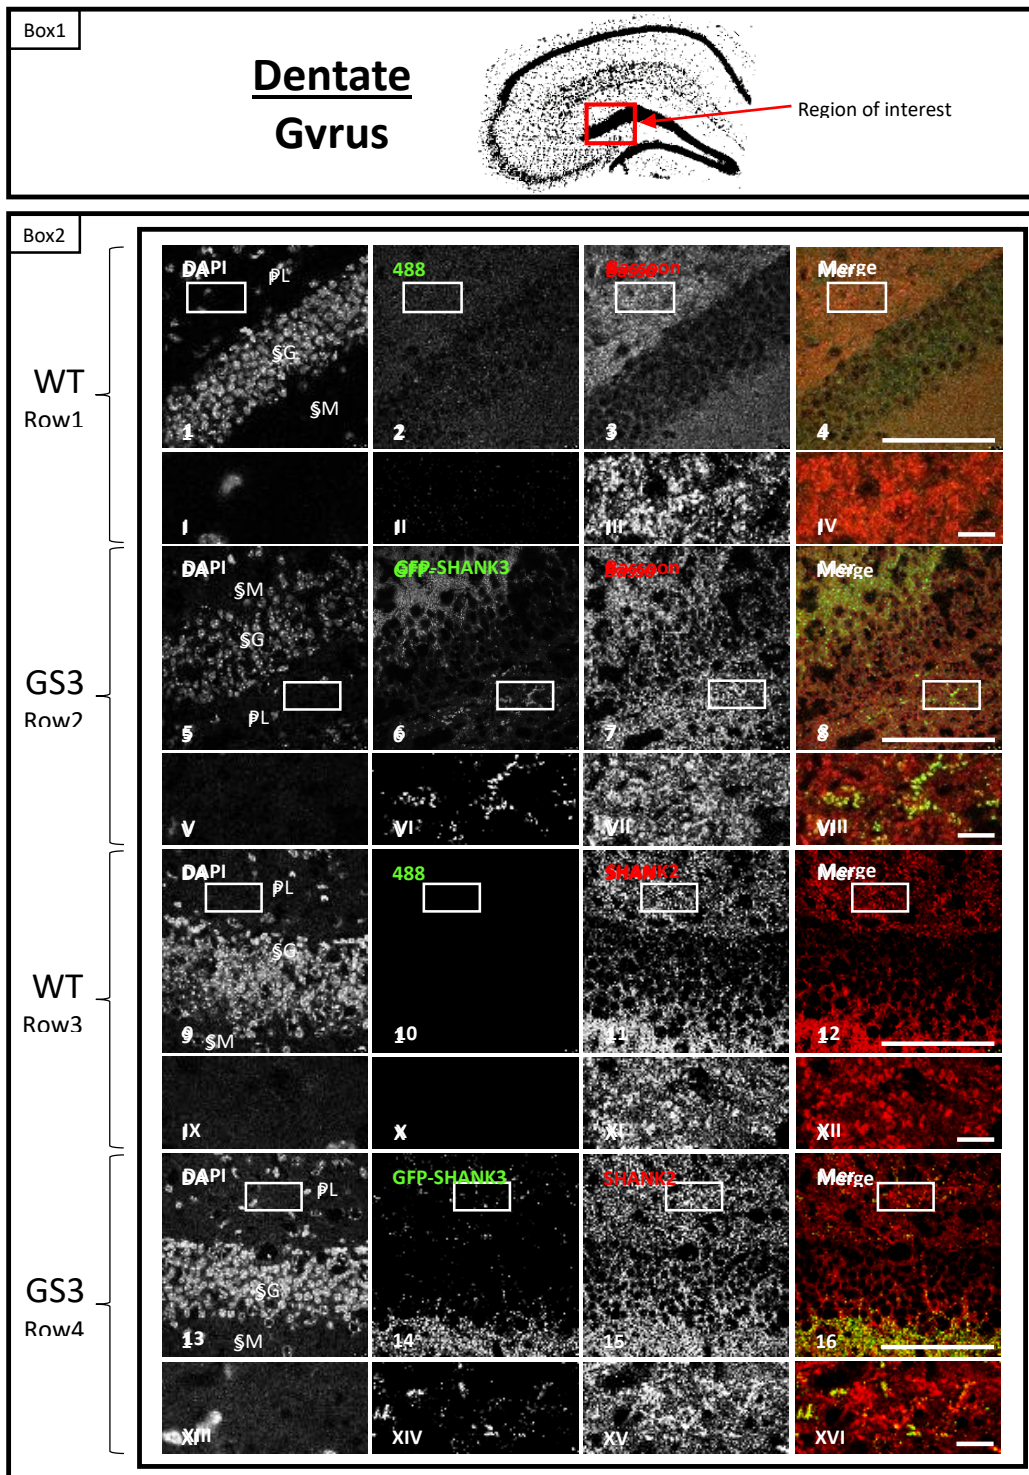 Box1
Dentate
Gvrus
Region of interest
Box2
WT
Row1
DAPI
PL
SG
SM
1
488
2
Bassoon
3
Merge
4
I
II
III
IV
GS3
Row2
DAPI
SM
SG
PL
5
GFP-SHANK3
6
Bassoon
7
Merge
8
V
VI
VII
VIII
WT
Row3
DAPI
PL
SG
SM
9
488
10
SHANK2
11
Merge
12
IX
X
XI
XII
GS3
Row4
DAPI
PL
SG
SM
13
GFP-SHANK3
14
SHANK2
15
Merge
16
XIII
XIV
XV
XVI